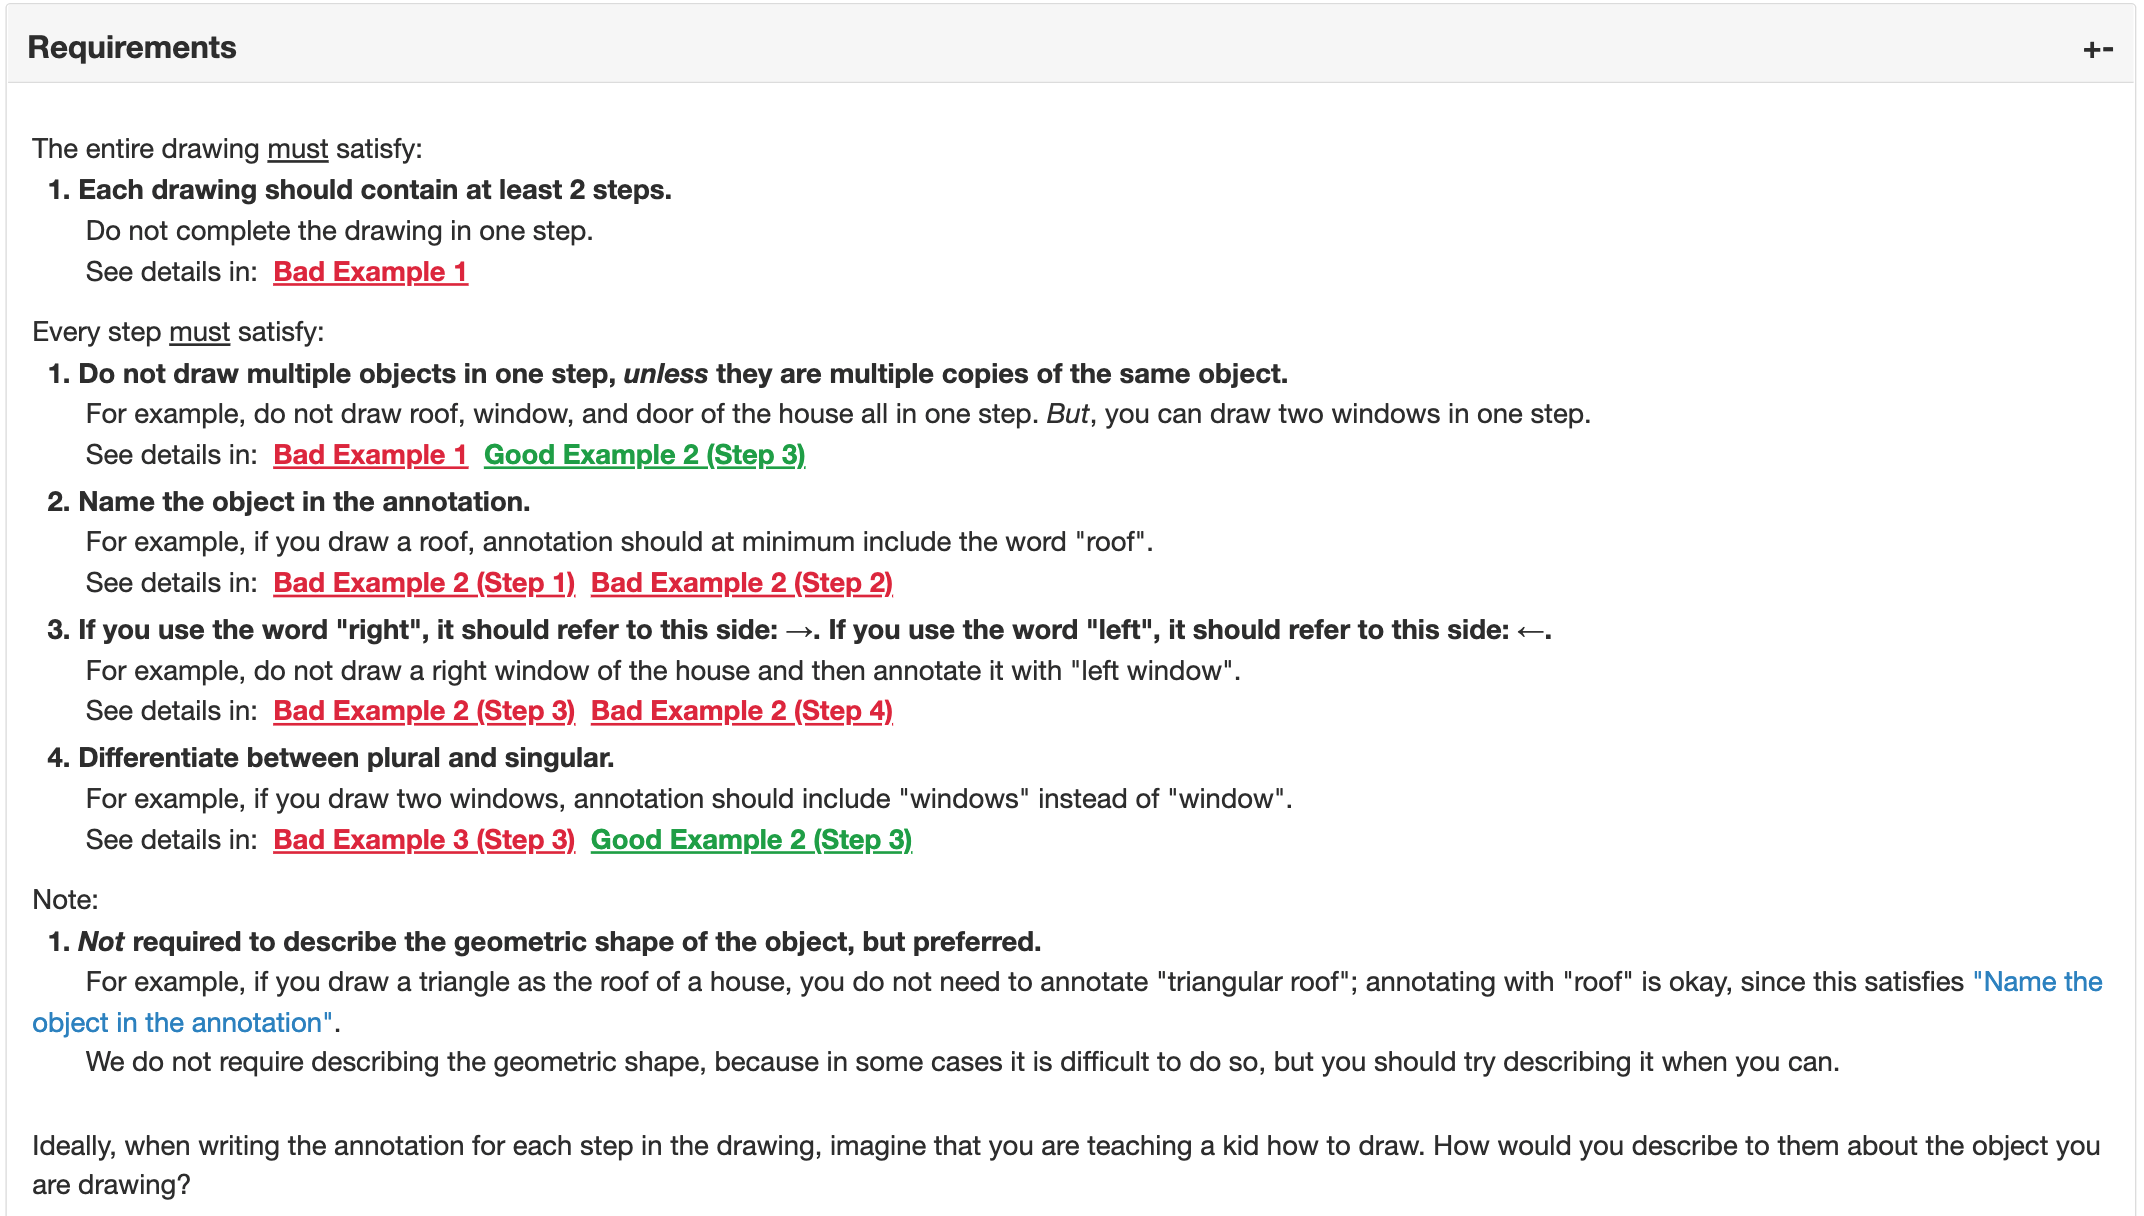 Requirements
+-
The entire drawing must satisfy:
1. Each drawing should contain at least 2 steps.
Do not complete the drawing in one step.
See details in: Bad Example 1
Every step must satisfy:
1. Do not draw multiple objects in one step, unless they are multiple copies of the same object.
For example, do not draw roof, window, and door of the house all in one step. But, you can draw two windows in one step.
See details in: Bad Example 1 Good Example 2 (Step 3)
2. Name the object in the annotation.
For example, if you draw a roof, annotation should at minimum include the word "roof".
See details in: Bad Example 2 (Step 1) Bad Example 2 (Step 2)
3. If you use the word "right", it should refer to this side: →. If you use the word "left", it should refer to this side: ←.
For example, do not draw a right window of the house and then annotate it with "left window".
See details in: Bad Example 2 (Step 3) Bad Example 2 (Step 4)
4. Differentiate between plural and singular.
For example, if you draw two windows, annotation should include "windows" instead of "window".
See details in: Bad Example 3 (Step 3) Good Example 2 (Step 3)
Note:
1. Not required to describe the geometric shape of the object, but preferred.
For example, if you draw a triangle as the roof of a house, you do not need to annotate "triangular roof"; annotating with "roof" is okay, since this satisfies "Name the
object in the annotation".
We do not require describing the geometric shape, because in some cases it is difficult to do so, but you should try describing it when you can.
Ideally, when writing the annotation for each step in the drawing, imagine that you are teaching a kid how to draw. How would you describe to them about the object you
are drawing?